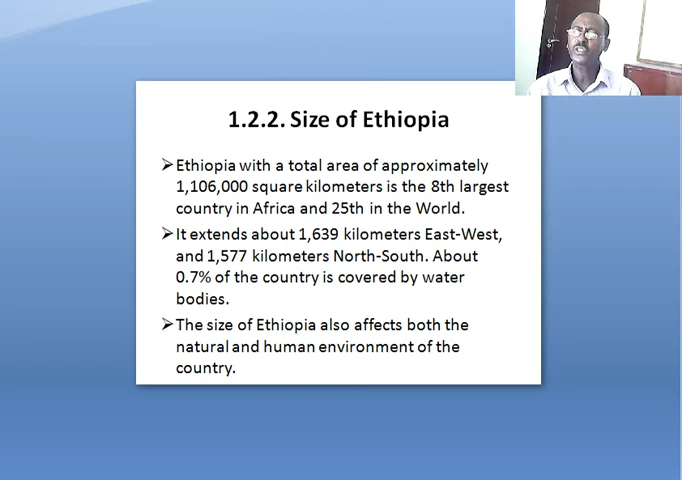 1.2.2. Size of Ethiopia
➢Ethiopia with a total area of approximately
1,106,000 square kilometers is the 8th largest
country in Africa and 25th in the World.
➢It extends about 1,639 kilometers East-West,
and 1,577 kilometers North-South. About
0.7% of the country is covered by water
bodies.
➢The size of Ethiopia also affects both the
natural and human environment of the
country.